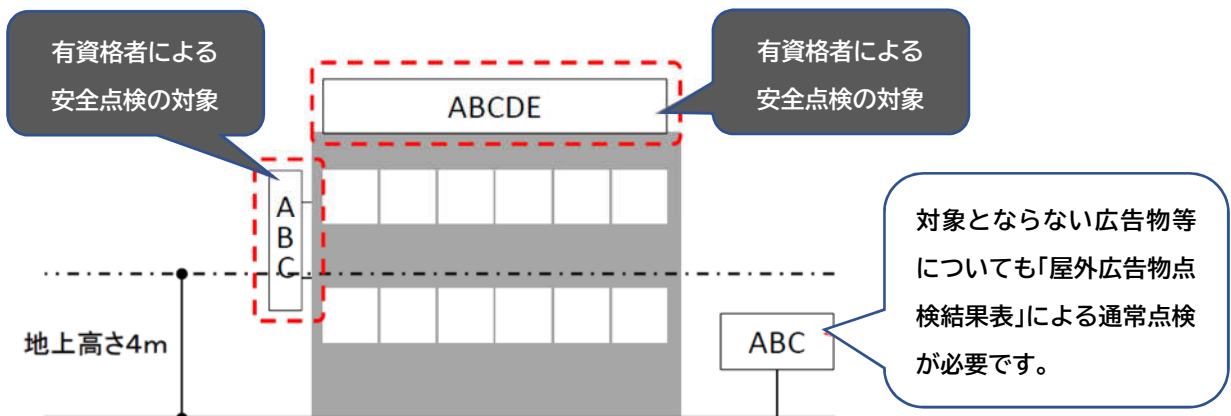 有資格者による
安全点検の対象
有資格者による
安全点検の対象
ABCDE
A
B
C
対象とならない広告物等
についても「屋外広告物点
検結果表」による通常点検
が必要です。
地上高さ4m
ABC